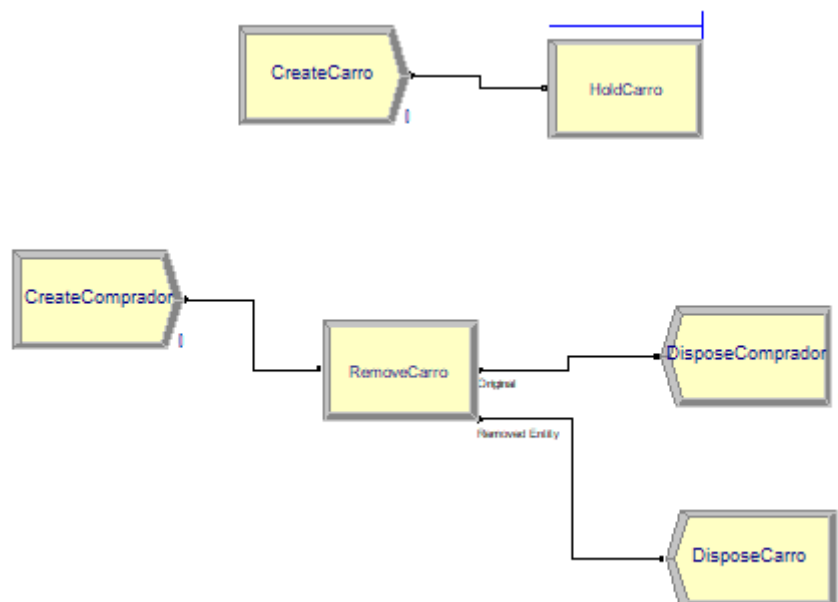 CreateCarro
HoldCarro
CreateComprador
RemoveCarro
Original
Removed Entity
DisposeComprador
DisposeCarro